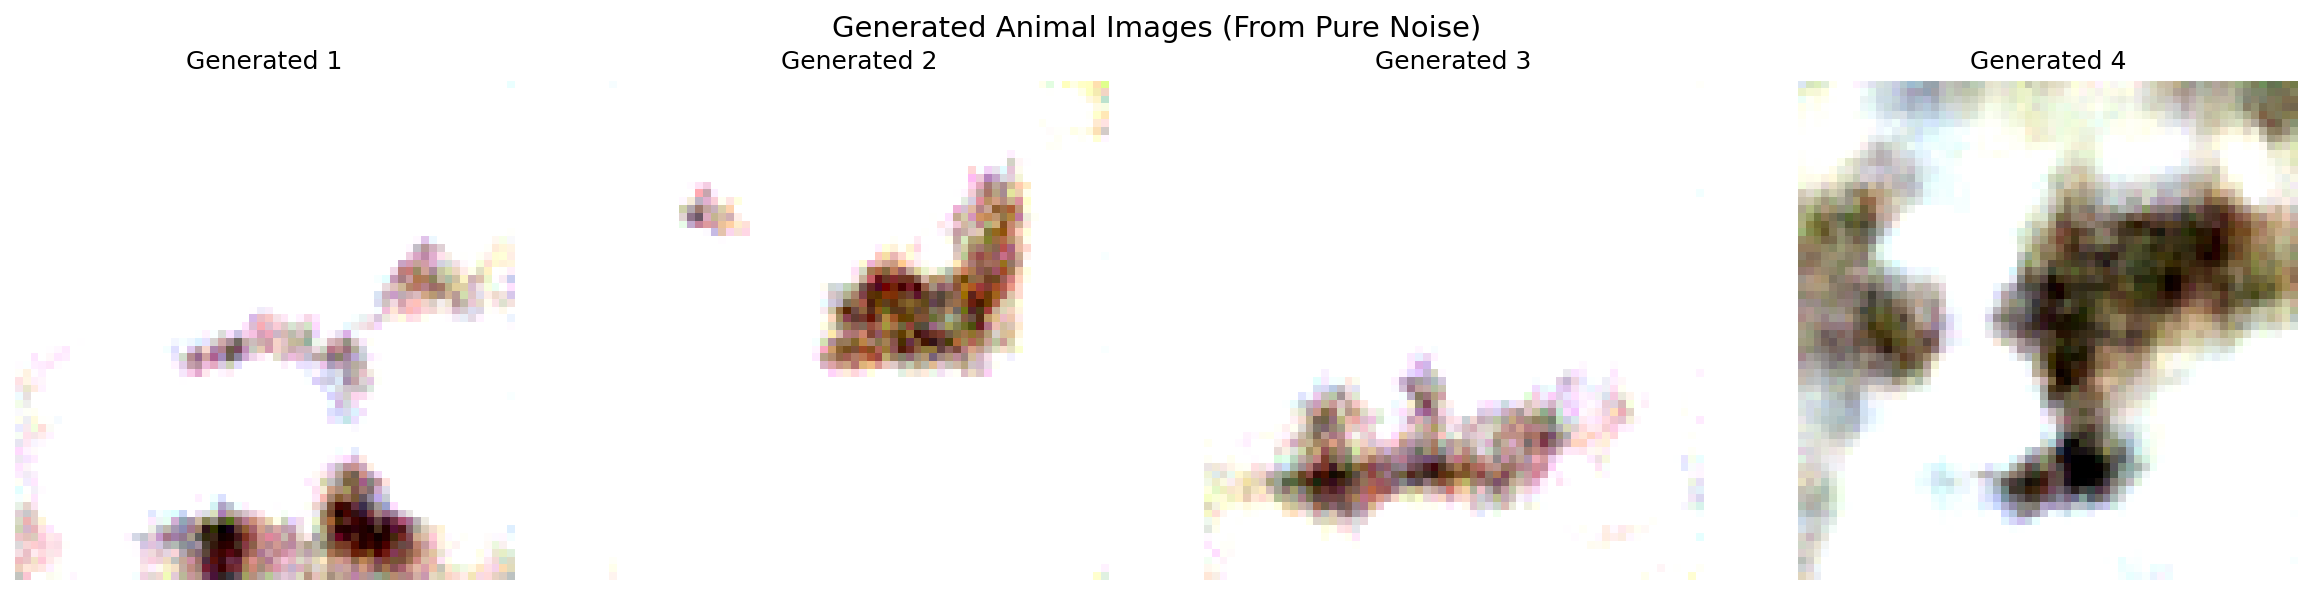 Generated Animal Images (From Pure Noise)
Generated 1
Generated 2
Generated 3
Generated 4